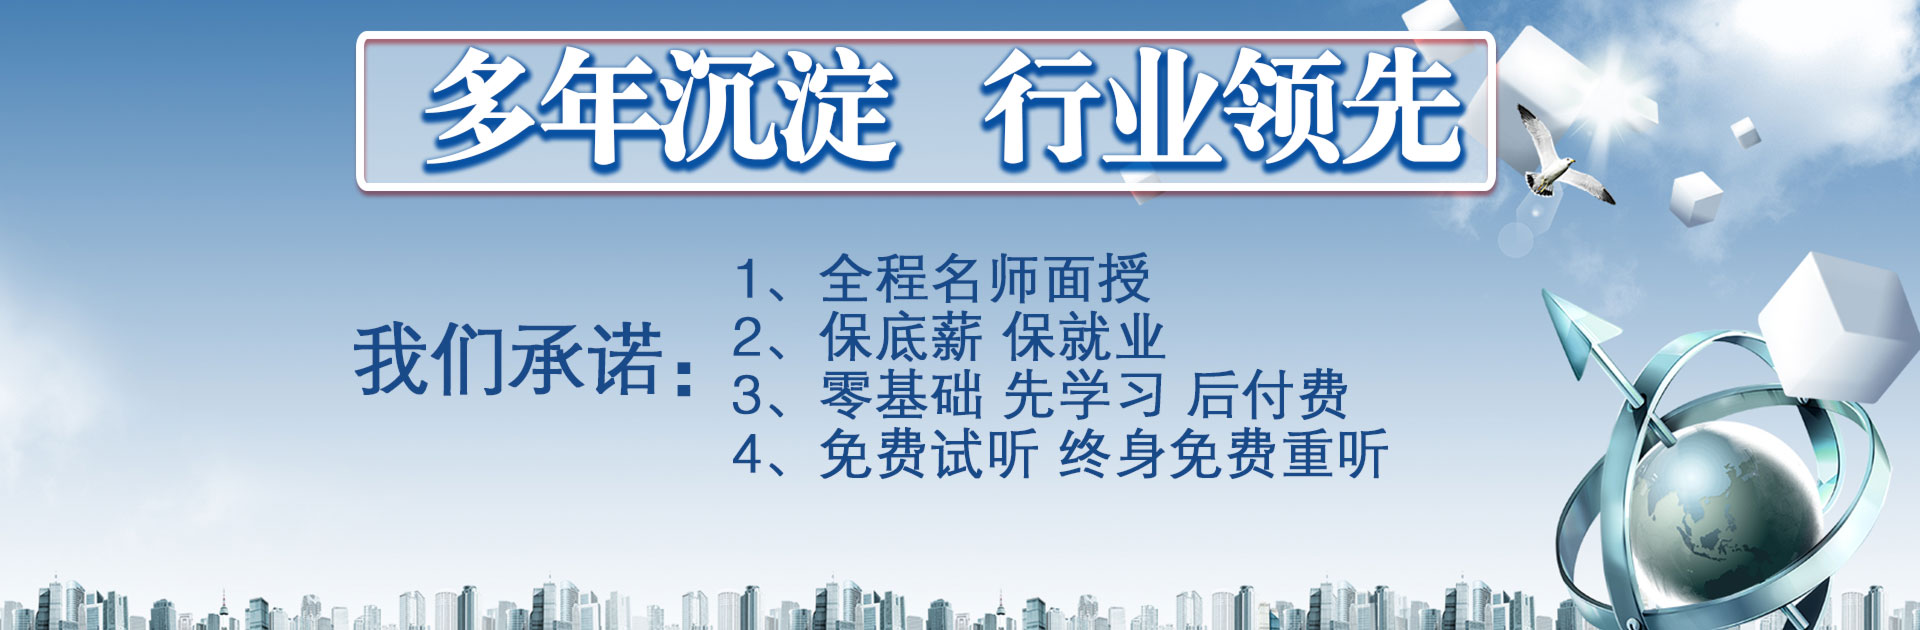 多年沉淀 行业领先
我们承诺：
1、全程名师面授
2、保底薪 保就业
3、零基础 先学习 后付费
4、免费试听 终身免费重听